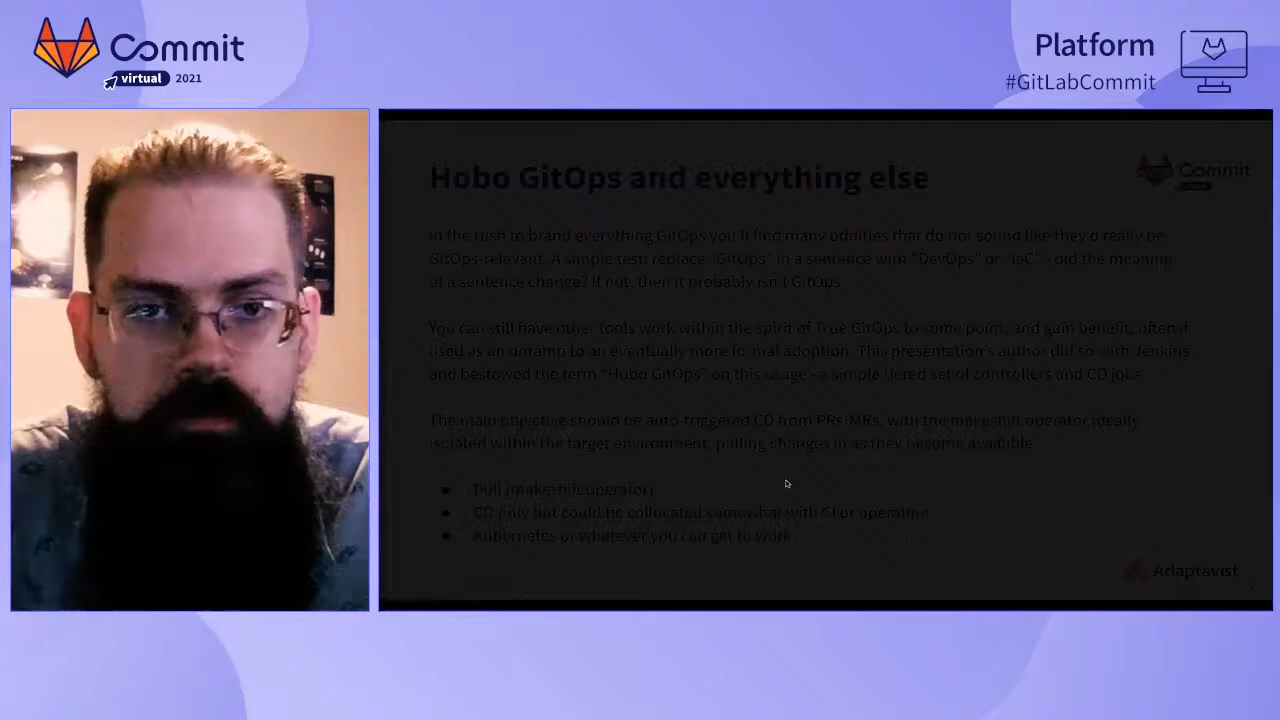 Commit
virtual 2021
Platform
#GitLabCommit
Hobo GitOps and everything else
Commit
In the rush to brand everything GitOps you'll find many oddities that do not sound like they'd really be
GitOps-relevant. A simple test: replace "GitOps" in a sentence with "DevOps" or "IaC" - did the meaning
of a sentence change? If not, then it probably isn't GitOps
You can still have other tools work within the spirit of True GitOps to some point, and gain benefit, often if
used as an onramp to an eventually more formal adoption. This presentation's author did so with Jenkins
and bestowed the term "Hobo GitOps" on this usage - a simple tiered set of controllers and CD jobs
The main objective should be auto-triggered CD from PRs/MRs, with the makeshift operator ideally
isolated within the target environment, pulling changes in as they become available
● Pull (makeshift operator)
● CD only but could be collocated somewhat with CI or operating
● Kubernetes or whatever you can get to work
Adaptavist